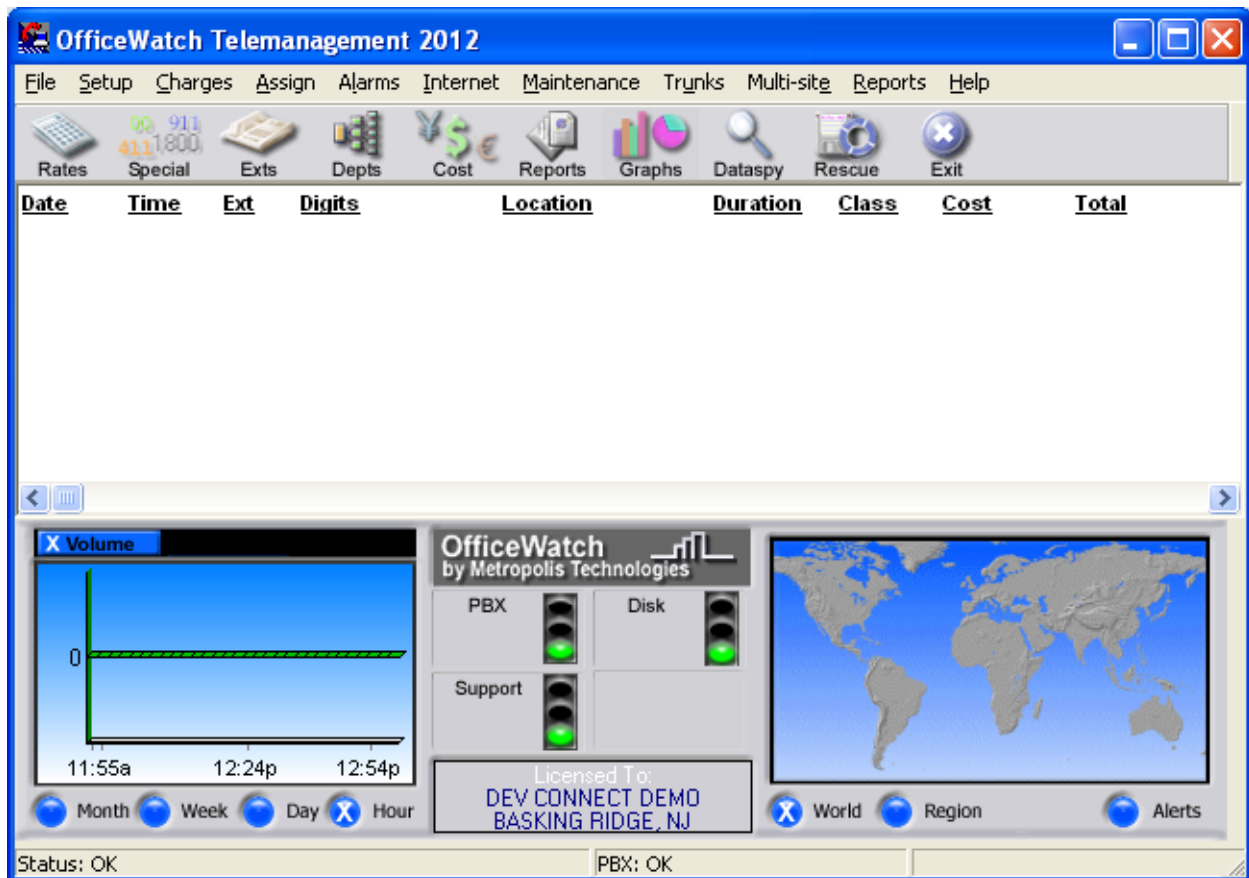 OfficeWatch Telemanagement 2012
File Setup Charges Assign Alarms Internet Maintenance Trunks Multi-site Reports Help
00 911
411 1800
Rates Special Exts Depts Cost Reports Graphs Dataspy Rescue Exit
Date Time Ext Digits Location Duration Class Cost Total
X Volume
0
11:55a 12:24p 12:54p
Month Week Day X Hour
OfficeWatch
by Metropolis Technologies
PBX Disk
Support
Licensed To:
DEV CONNECT DEMO
BASKING RIDGE, NJ
X World Region Alerts
Status: OK PBX: OK